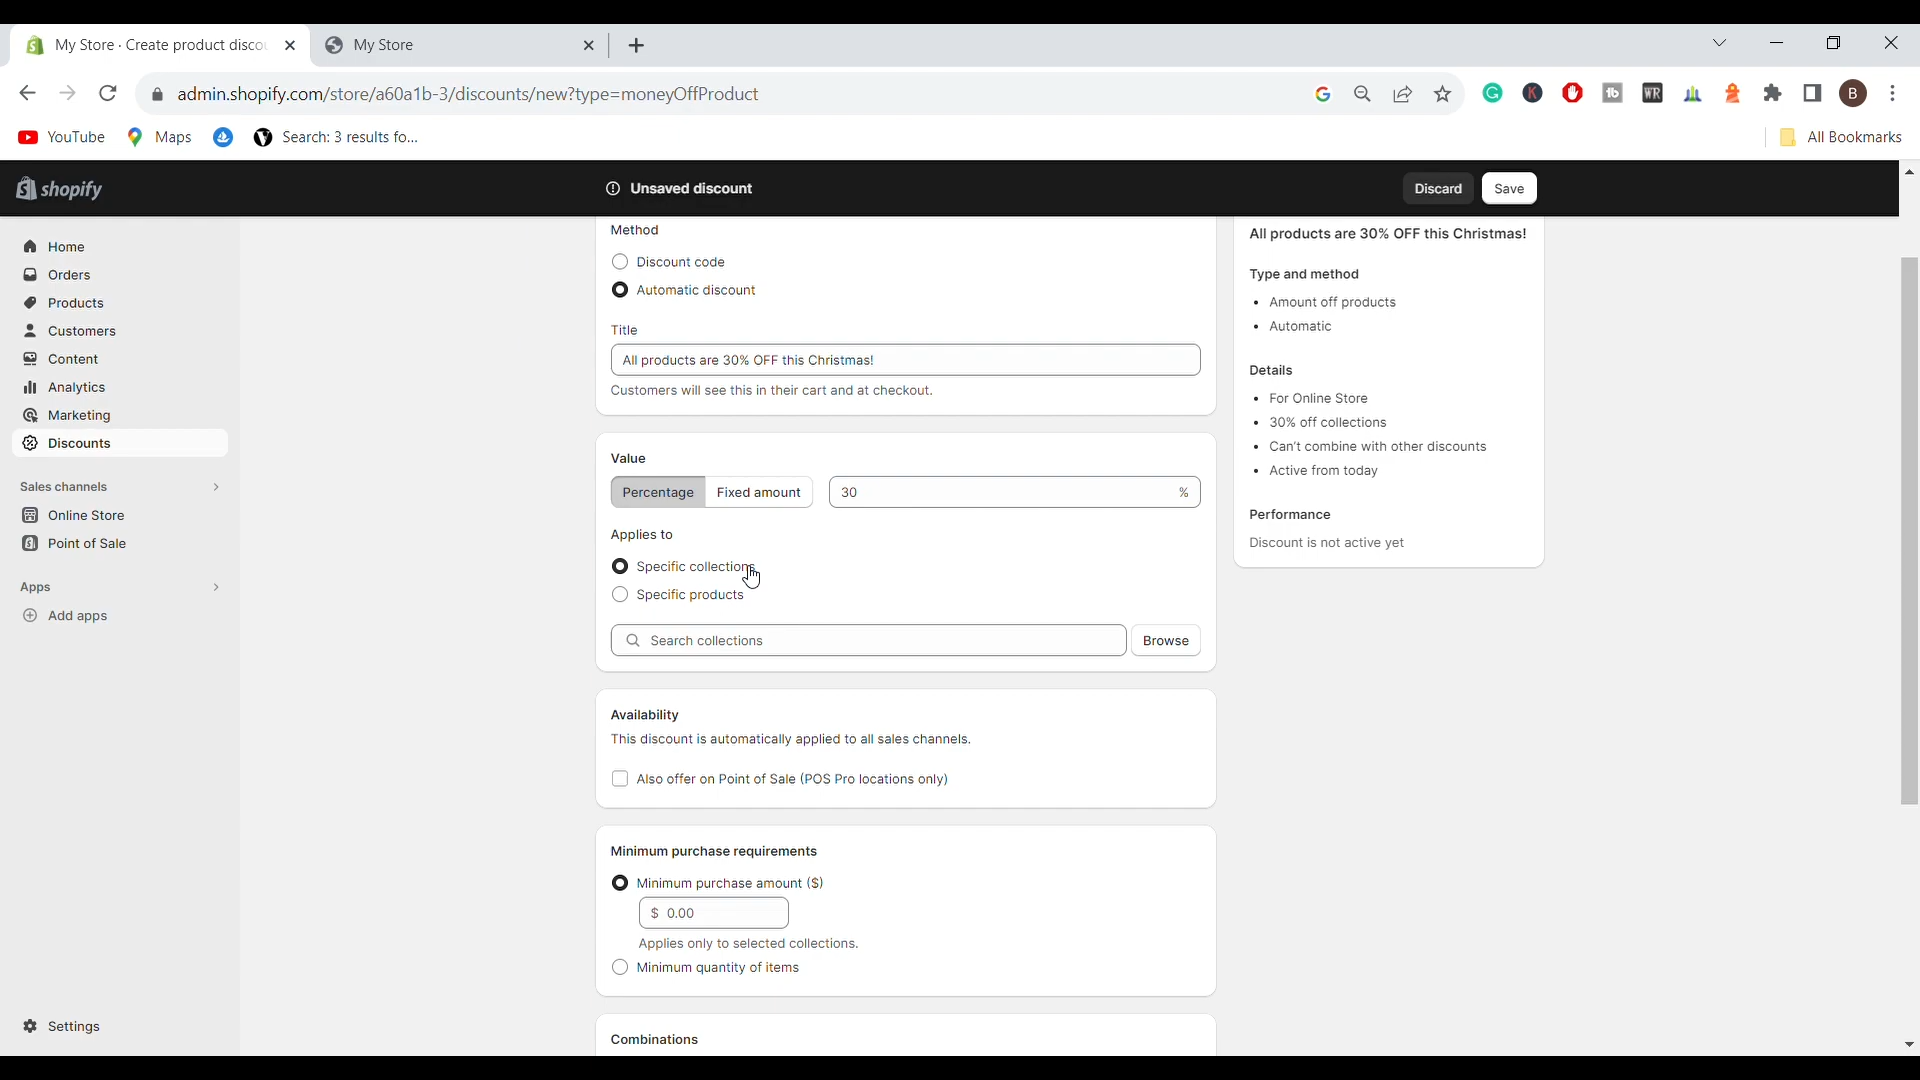 My Store · Create product disco
My Store
admin.shopify.com/store/a60a1b-3/discounts/new?type=moneyOffProduct
B
YouTube
Maps
Search: 3 results fo...
All Bookmarks
shopify
Unsaved discount
Discard
Save
Home
Orders
Products
Customers
Content
Analytics
Marketing
Discounts
Sales channels
Online Store
Point of Sale
Apps
Add apps
Settings
Method
Discount code
Automatic discount
Title
All products are 30% OFF this Christmas!
Customers will see this in their cart and at checkout.
Value
Percentage
Fixed amount
30
%
Applies to
Specific collections
Specific products
Search collections
Browse
Availability
This discount is automatically applied to all sales channels.
Also offer on Point of Sale (POS Pro locations only)
Minimum purchase requirements
Minimum purchase amount ($)
$ 0.00
Applies only to selected collections.
Minimum quantity of items
Combinations
All products are 30% OFF this Christmas!
Type and method
• Amount off products
• Automatic
Details
• For Online Store
• 30% off collections
• Can't combine with other discounts
• Active from today
Performance
Discount is not active yet